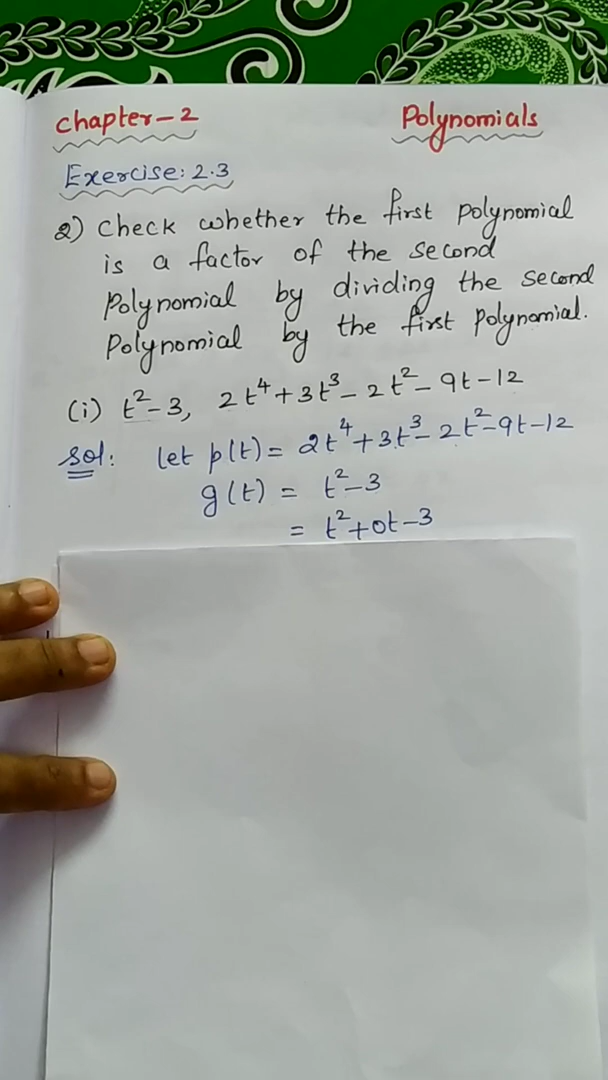 Chapter-2 Polynomials
Exercise: 2.3
2) Check whether the first polynomial
is a factor of the second
Polynomial by dividing the second
Polynomial by the first Polynomial.
(i) t²-3, 2t⁴+3t³-2t²-9t-12
Sol: let p(t) = 2t⁴+3t³-2t²-9t-12
g(t) = t²-3
= t²+0t-3